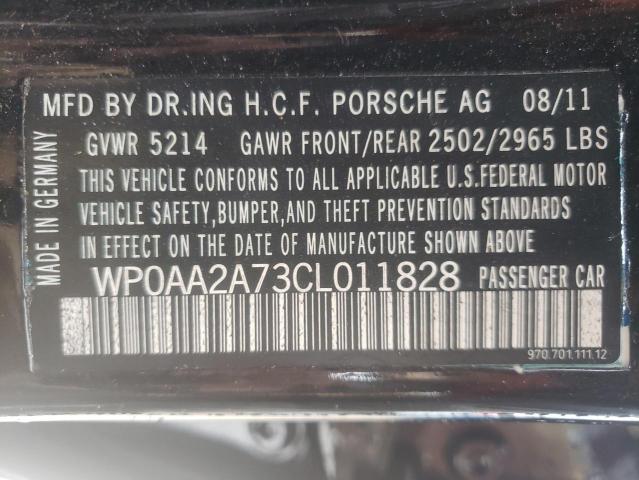 MFD BY DR.ING H.C.F. PORSCHE AG 08/11
GVWR 5214 GAWR FRONT/REAR 2502/2965 LBS
THIS VEHICLE CONFORMS TO ALL APPLICABLE U.S.FEDERAL MOTOR
VEHICLE SAFETY,BUMPER,AND THEFT PREVENTION STANDARDS
IN EFFECT ON THE DATE OF MANUFACTURE SHOWN ABOVE
WP0AA2A73CL011828 PASSENGER CAR
970.701.111.12
MADE IN GERMANY